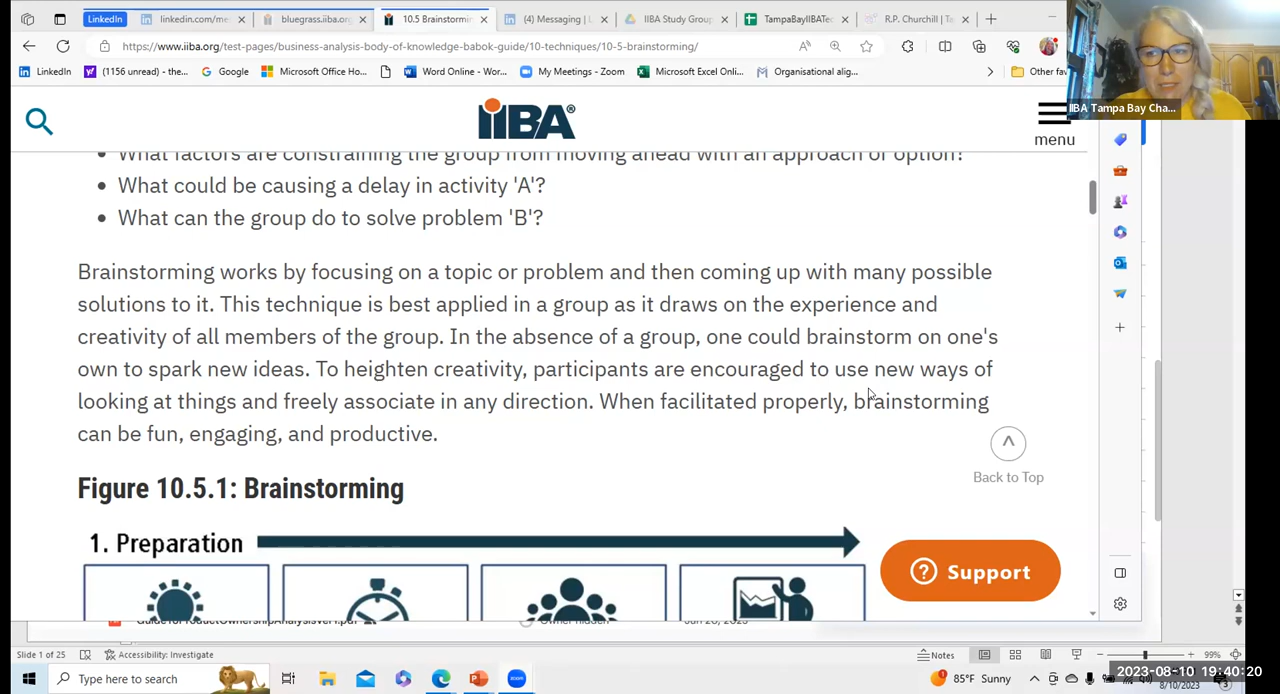 LinkedIn
linkedin.com/me
bluegrass.iiba.org
10.5 Brainstormin
(4) Messaging | L
IIBA Study Group
TampaBayIIBATec
R.P. Churchill | Ta
https://www.iiba.org/test-pages/business-analysis-body-of-knowledge-babok-guide/10-techniques/10-5-brainstorming/
LinkedIn
(1156 unread) - the...
Google
Microsoft Office Ho...
Word Online - Wor...
My Meetings - Zoom
Microsoft Excel Onli...
Organisational alig...
Other fav
IIBA Tampa Bay Cha...
iiBA®
menu
What factors are constraining the group from moving ahead with an approach or option?
• What could be causing a delay in activity 'A'?
• What can the group do to solve problem 'B'?
Brainstorming works by focusing on a topic or problem and then coming up with many possible
solutions to it. This technique is best applied in a group as it draws on the experience and
creativity of all members of the group. In the absence of a group, one could brainstorm on one's
own to spark new ideas. To heighten creativity, participants are encouraged to use new ways of
looking at things and freely associate in any direction. When facilitated properly, brainstorming
can be fun, engaging, and productive.
Back to Top
Figure 10.5.1: Brainstorming
1. Preparation
Support
Slide 1 of 25
Accessibility: Investigate
Notes
99%
Type here to search
85°F Sunny
2023-08-10 19:40:20
8/10/2023